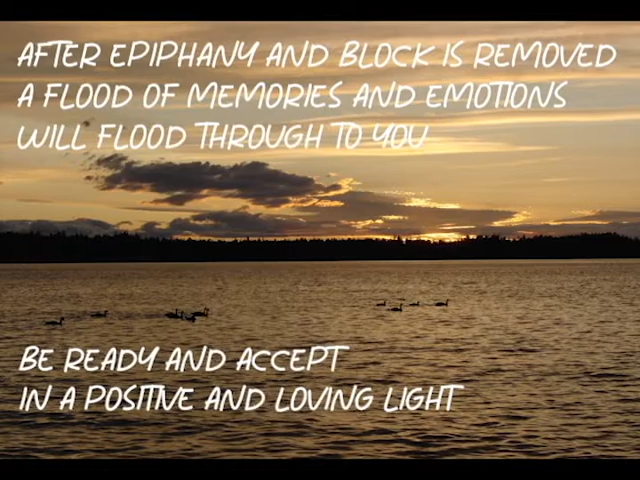 AFTER EPIPHANY AND BLOCK IS REMOVED
A FLOOD OF MEMORIES AND EMOTIONS
WILL FLOOD THROUGH TO YOU
BE READY AND ACCEPT
IN A POSITIVE AND LOVING LIGHT